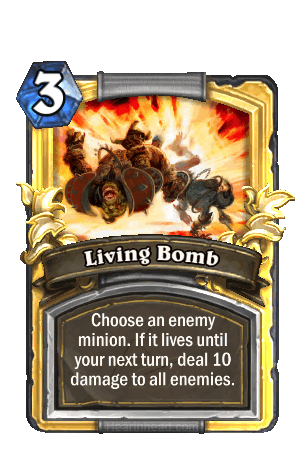 3
Living Bomb
Choose an enemy
minion. If it lives until
your next turn, deal 10
damage to all enemies.